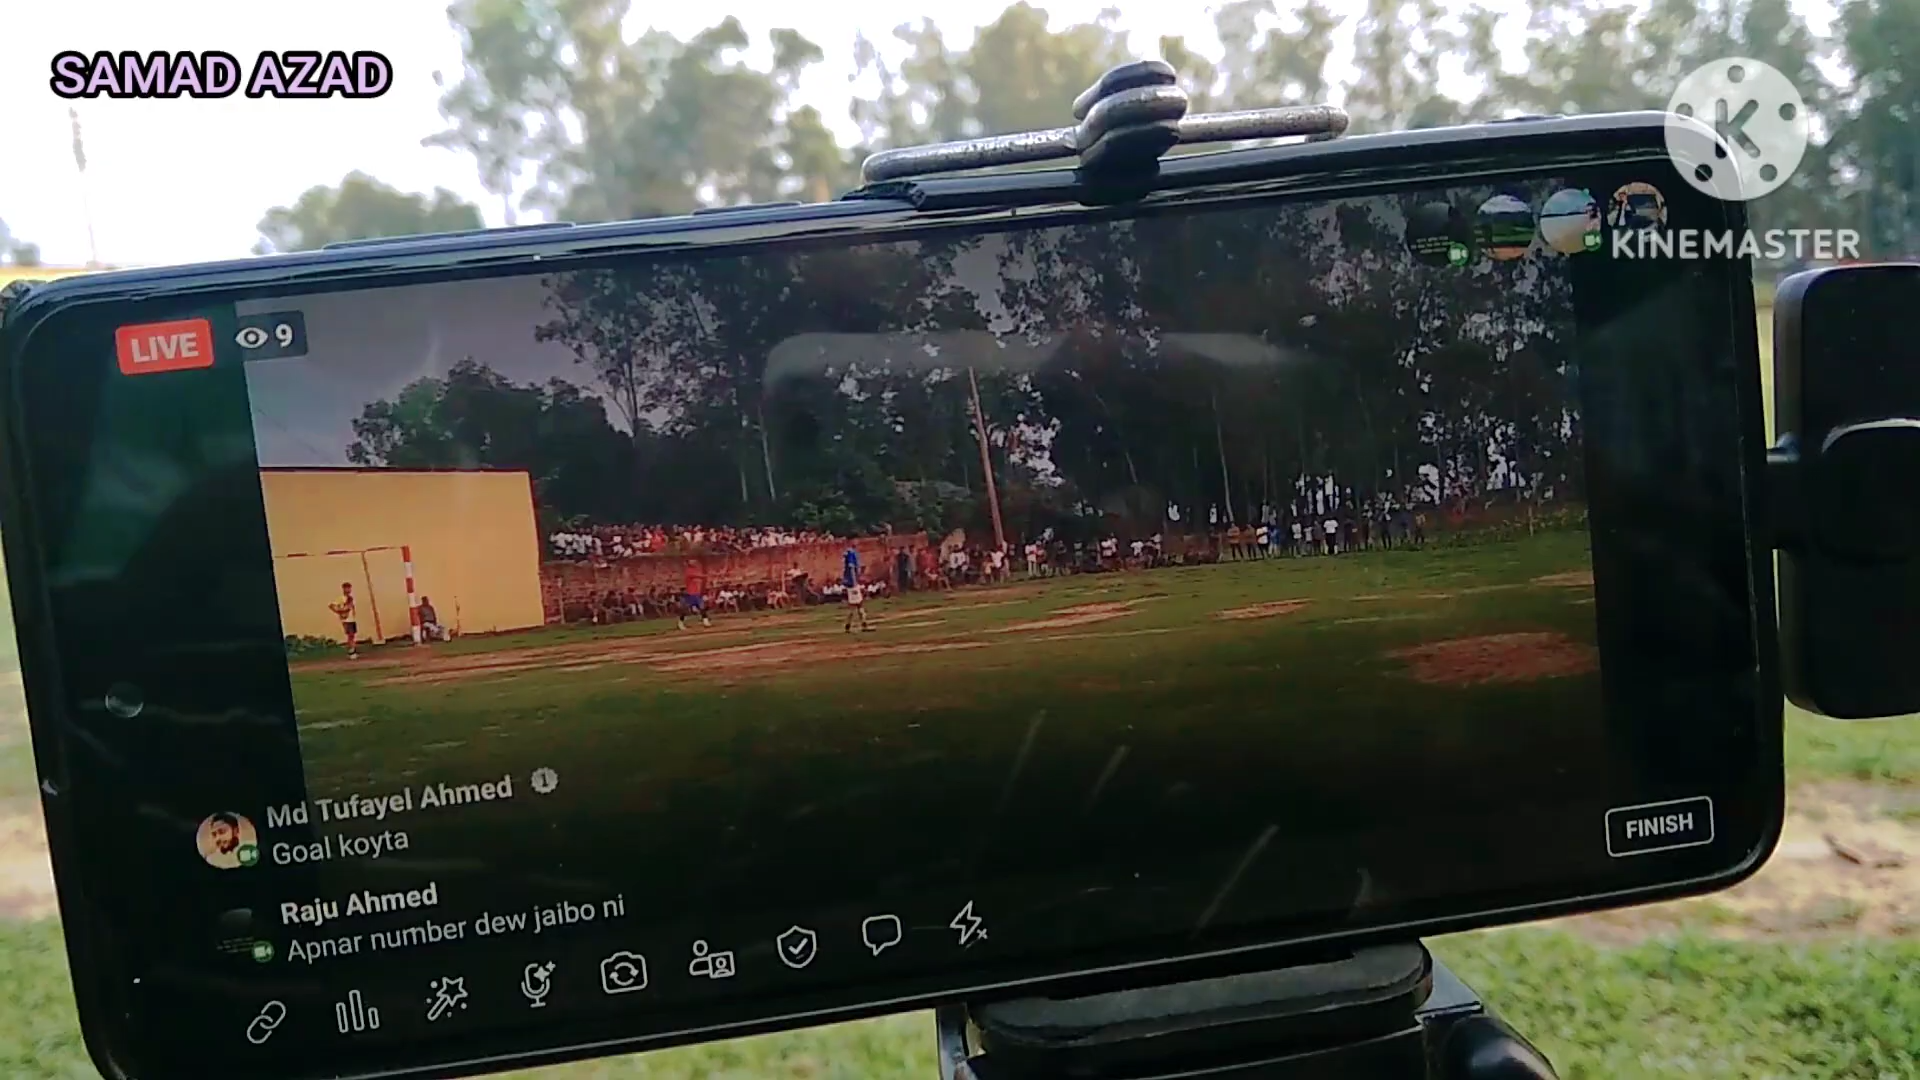 SAMAD AZAD
KINEMASTER
LIVE
9
Md Tufayel Ahmed
Goal koyta
Raju Ahmed
Apnar number dew jaibo ni
FINISH